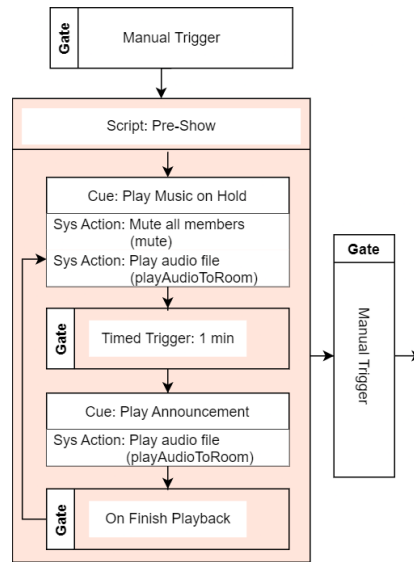 Gate
Manual Trigger
Script: Pre-Show
Cue: Play Music on Hold
Sys Action: Mute all members
(mute)
Sys Action: Play audio file
(playAudioToRoom)
Gate
Timed Trigger: 1 min
Cue: Play Announcement
Sys Action: Play audio file
(playAudioToRoom)
Gate
On Finish Playback
Gate
Manual Trigger